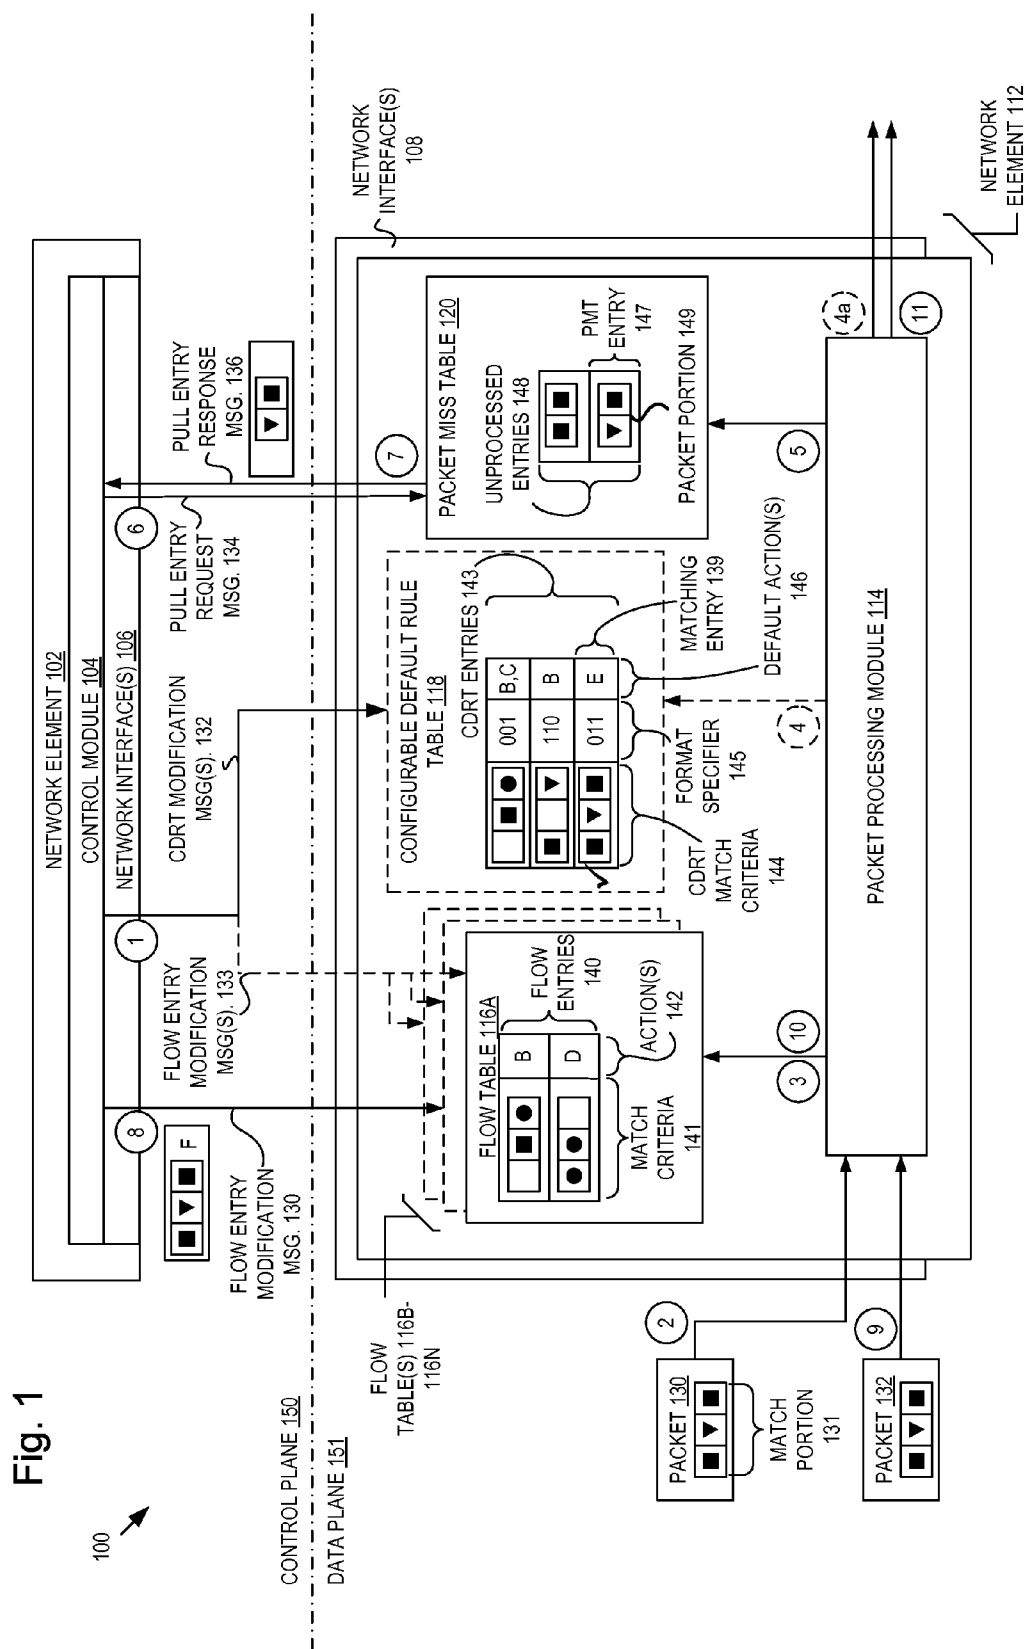 Fig. 1
100
CONTROL PLANE 150
DATA PLANE 151
NETWORK ELEMENT 102
CONTROL MODULE 104
NETWORK INTERFACE(S) 106
8
1
6
F
FLOW ENTRY
MODIFICATION
MSG. 130
FLOW ENTRY
MODIFICATION
MSG(S). 133
CDRT MODIFICATION
MSG(S). 132
PULL ENTRY
REQUEST
MSG. 134
PULL ENTRY
RESPONSE
MSG. 136
7
NETWORK
INTERFACE(S)
108
FLOW
TABLE(S) 116B-
116N
FLOW TABLE 116A
B
D
FLOW
ENTRIES
140
MATCH
CRITERIA
141
ACTION(S)
142
CONFIGURABLE DEFAULT RULE
TABLE 118
CDRT ENTRIES 143
001
B,C
110
B
011
E
MATCHING
ENTRY 139
CDRT
MATCH
CRITERIA
144
FORMAT
SPECIFIER
145
DEFAULT ACTION(S)
146
PACKET MISS TABLE 120
UNPROCESSED
ENTRIES 148
PMT
ENTRY
147
PACKET PORTION 149
3
10
4
5
2
PACKET 130
MATCH
PORTION
131
9
PACKET 132
PACKET PROCESSING MODULE 114
4a
11
NETWORK
ELEMENT 112